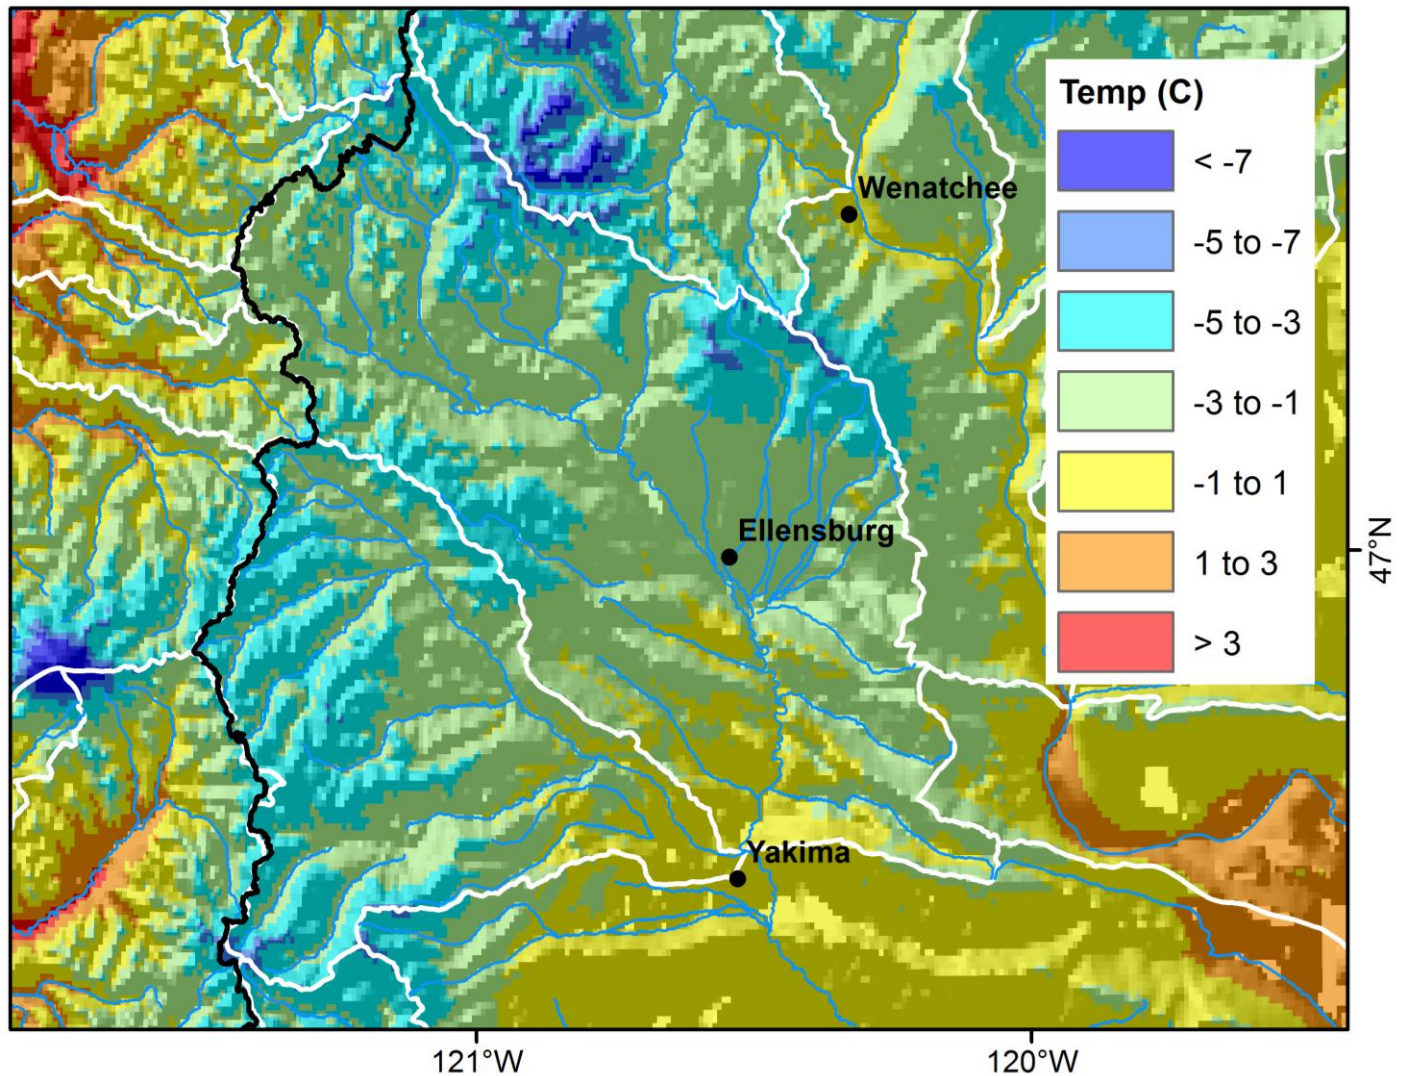 Temp (C)
< -7
-5 to -7
-5 to -3
-3 to -1
-1 to 1
1 to 3
> 3
Wenatchee
Ellensburg
Yakima
47°N
121°W
120°W